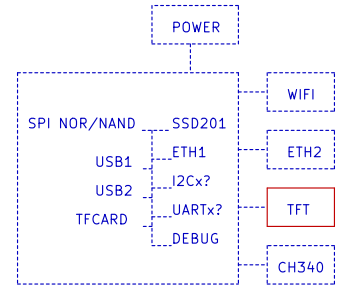 POWER
WIFI
SPI NOR/NAND SSD201
ETH1
ETH2
USB1
I2Cx?
USB2
UARTx?
TFT
TFCARD
DEBUG
CH340